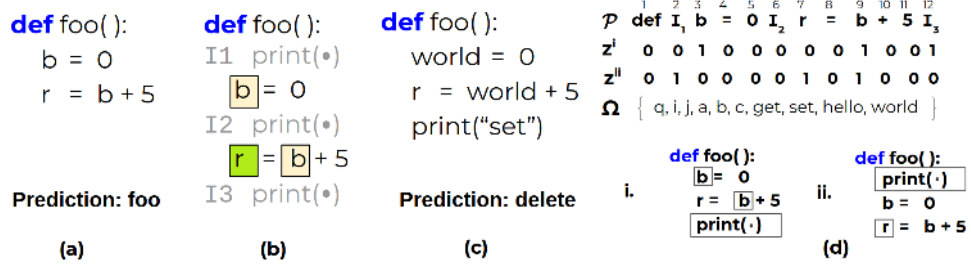 def foo( ):
b = 0
r = b + 5
Prediction: foo
(a)
def foo( ):
I1 print(•)
b = 0
I2 print(•)
r = b + 5
I3 print(•)
(b)
def foo( ):
world = 0
r = world + 5
print("set")
Prediction: delete
(c)
1 2 3 4 5 6 7 8 9 10 11 12
P def I1 b = 0 I2 r = b + 5 I3
z^i 0 0 1 0 0 0 0 0 1 0 0 1
z^ii 0 1 0 0 0 0 1 0 1 0 0 0
Ω { q, i, j, a, b, c, get, set, hello, world }
i.
def foo( ):
b = 0
r = b + 5
print(·)
ii.
def foo( ):
print(·)
b = 0
r = b + 5
(d)